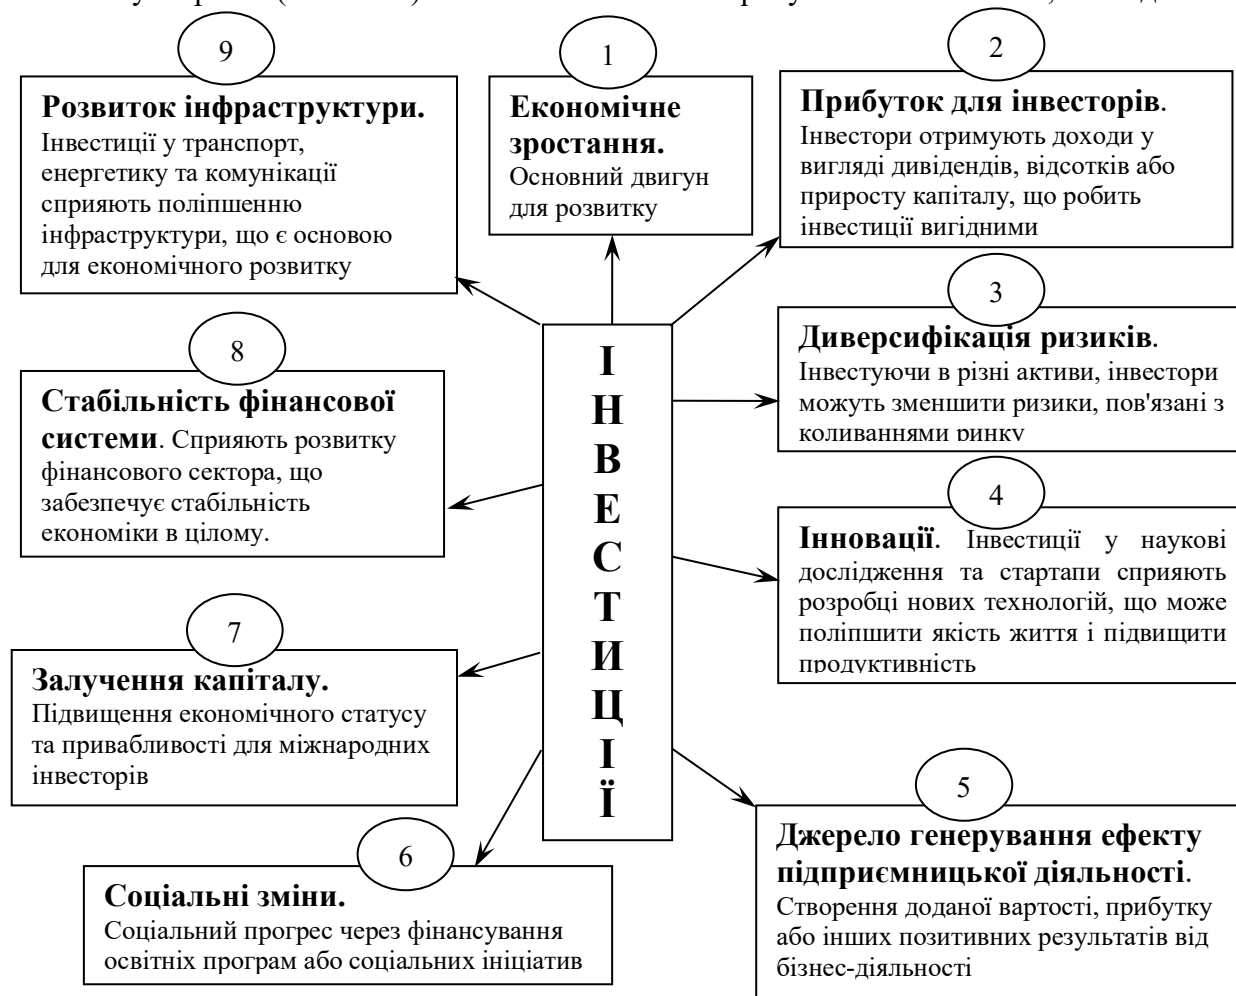 9
Розвиток інфраструктури.
Інвестиції у транспорт,
енергетику та комунікації
сприяють поліпшенню
інфраструктури, що є основою
для економічного розвитку
1
Економічне
зростання.
Основний двигун
для розвитку
2
Прибуток для інвесторів.
Інвестори отримують доходи у
вигляді дивідендів, відсотків або
приросту капіталу, що робить
інвестиції вигідними
3
Диверсифікація ризиків.
Інвестуючи в різні активи, інвестори
можуть зменшити ризики, пов'язані з
коливаннями ринку
8
Стабільність фінансової
системи. Сприяють розвитку
фінансового сектора, що
забезпечує стабільність
економіки в цілому.
І
Н
В
Е
С
Т
И
Ц
І
Ї
4
Інновації. Інвестиції у наукові
дослідження та стартапи сприяють
розробці нових технологій, що може
поліпшити якість життя і підвищити
продуктивність
7
Залучення капіталу.
Підвищення економічного статусу
та привабливості для міжнародних
інвесторів
5
Джерело генерування ефекту
підприємницької діяльності.
Створення доданої вартості, прибутку
або інших позитивних результатів від
бізнес-діяльності
6
Соціальні зміни.
Соціальний прогрес через фінансування
освітніх програм або соціальних ініціатив